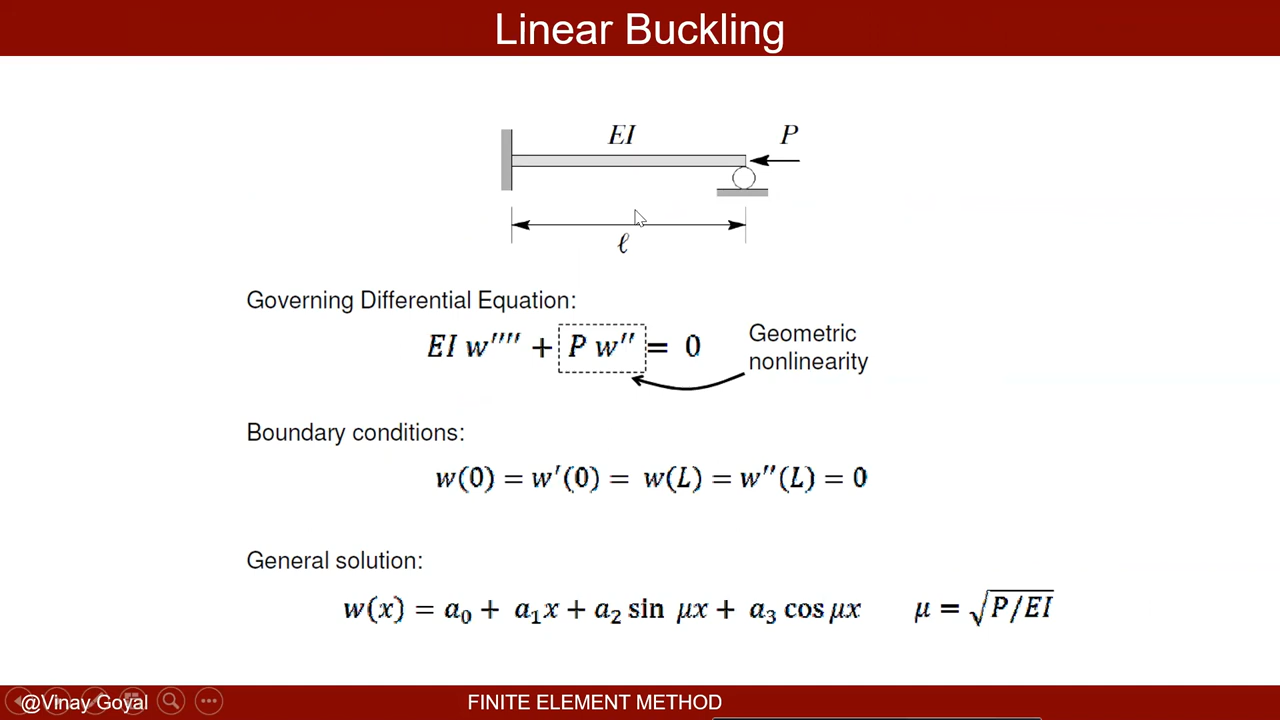 Linear Buckling
EI
P
ℓ
Governing Differential Equation:
EI w'''' + P w'' = 0
Geometric
nonlinearity
Boundary conditions:
w(0) = w'(0) = w(L) = w''(L) = 0
General solution:
w(x) = a₀ + a₁x + a₂ sin μx + a₃ cos μx μ = √P/EI
@Vinay Goyal
FINITE ELEMENT METHOD